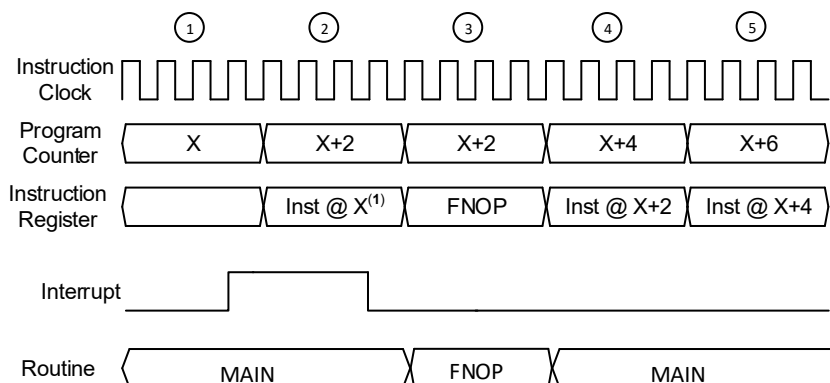 1 2 3 4 5
Instruction
Clock
Program
Counter
X X+2 X+2 X+4 X+6
Instruction
Register
Inst @ X(1) FNOP Inst @ X+2 Inst @ X+4
Interrupt
Routine MAIN FNOP MAIN